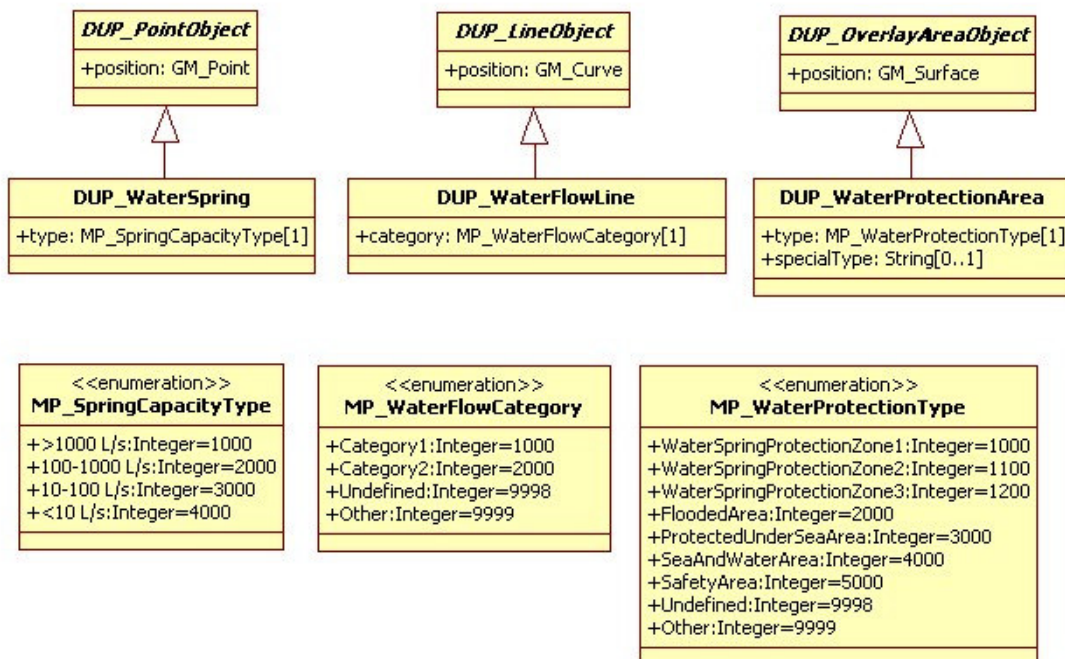 DUP_PointObject
+position: GM_Point
DUP_LineObject
+position: GM_Curve
DUP_OverlayAreaObject
+position: GM_Surface
DUP_WaterSpring
+type: MP_SpringCapacityType[1]
DUP_WaterFlowLine
+category: MP_WaterFlowCategory[1]
DUP_WaterProtectionArea
+type: MP_WaterProtectionType[1]
+specialType: String[0..1]
<<enumeration>>
MP_SpringCapacityType
+>1000 L/s:Integer=1000
+100-1000 L/s:Integer=2000
+10-100 L/s:Integer=3000
+<10 L/s:Integer=4000
<<enumeration>>
MP_WaterFlowCategory
+Category1:Integer=1000
+Category2:Integer=2000
+Undefined:Integer=9998
+Other:Integer=9999
<<enumeration>>
MP_WaterProtectionType
+WaterSpringProtectionZone1:Integer=1000
+WaterSpringProtectionZone2:Integer=1100
+WaterSpringProtectionZone3:Integer=1200
+FloodedArea:Integer=2000
+ProtectedUnderSeaArea:Integer=3000
+SeaAndWaterArea:Integer=4000
+SafetyArea:Integer=5000
+Undefined:Integer=9998
+Other:Integer=9999